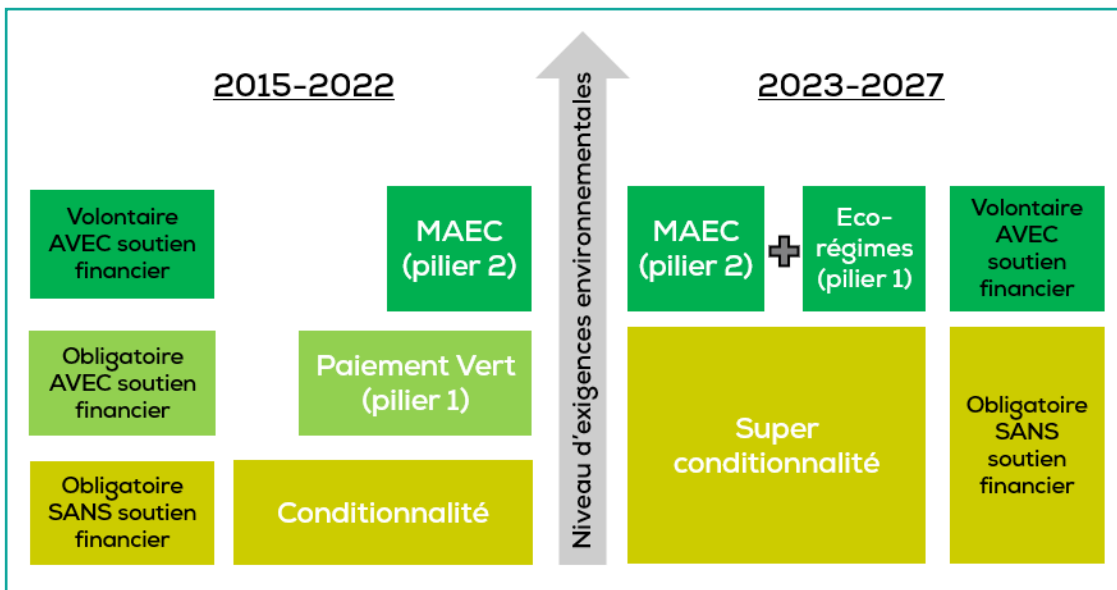 2015-2022
Volontaire
AVEC soutien
financier
MAEC
(pilier 2)
Obligatoire
AVEC soutien
financier
Paiement Vert
(pilier 1)
Obligatoire
SANS soutien
financier
Conditionnalité
Niveau d'exigences environnementales
2023-2027
MAEC
(pilier 2)
Eco-
régimes
(pilier 1)
Volontaire
AVEC
soutien
financier
Super
conditionnalité
Obligatoire
SANS
soutien
financier